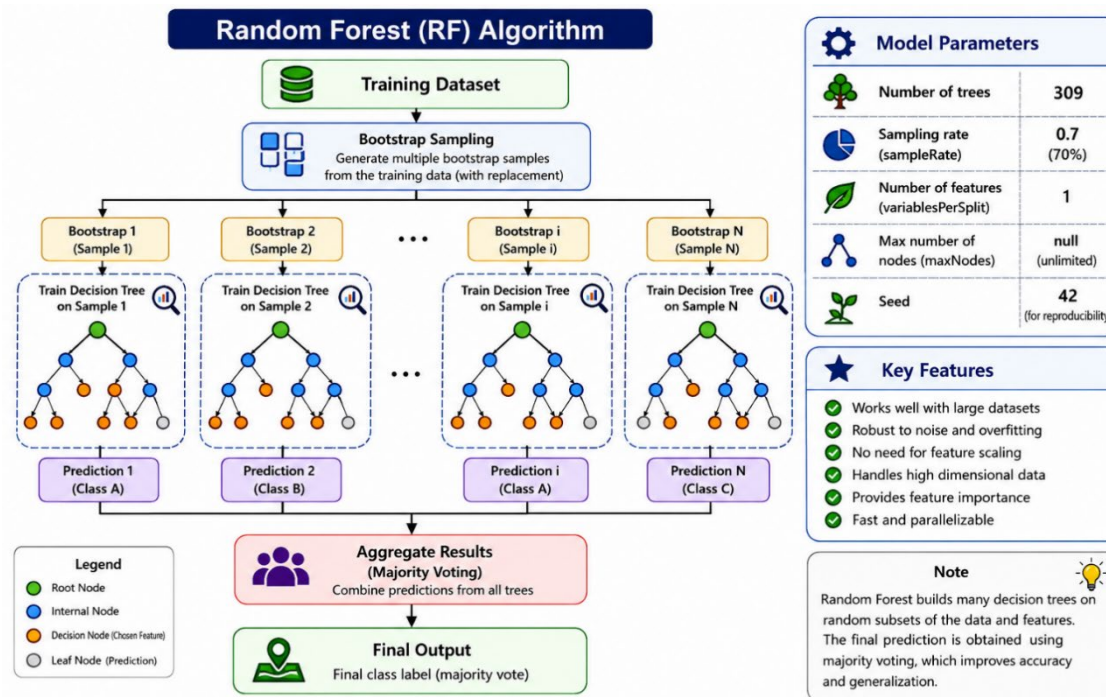 Random Forest (RF) Algorithm
Training Dataset
Bootstrap Sampling
Generate multiple bootstrap samples
from the training data (with replacement)
Bootstrap 1
(Sample 1)
Bootstrap 2
(Sample 2)
...
Bootstrap i
(Sample i)
Bootstrap N
(Sample N)
Train Decision Tree
on Sample 1
Train Decision Tree
on Sample 2
...
Train Decision Tree
on Sample i
Train Decision Tree
on Sample N
Prediction 1
(Class A)
Prediction 2
(Class B)
Prediction i
(Class A)
Prediction N
(Class C)
Aggregate Results
(Majority Voting)
Combine predictions from all trees
Final Output
Final class label (majority vote)
Legend
Root Node
Internal Node
Decision Node (Chosen Feature)
Leaf Node (Prediction)
Model Parameters
Number of trees 309
Sampling rate 0.7
(sampleRate) (70%)
Number of features
(variablesPerSplit) 1
Max number of null
nodes (maxNodes) (unlimited)
Seed 42
(for reproducibility
Key Features
Works well with large datasets
Robust to noise and overfitting
No need for feature scaling
Handles high dimensional data
Provides feature importance
Fast and parallelizable
Note
Random Forest builds many decision trees on
random subsets of the data and features.
The final prediction is obtained using
majority voting, which improves accuracy
and generalization.